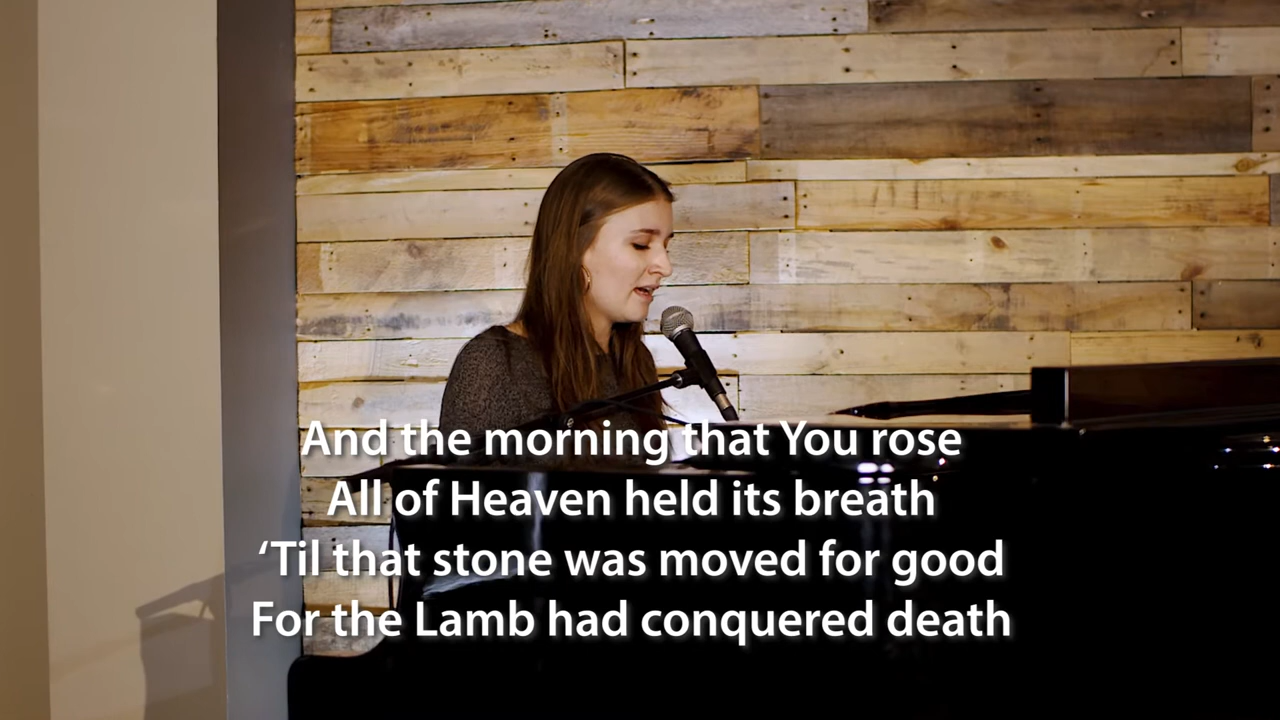 And the morning that You rose
All of Heaven held its breath
‘Til that stone was moved for good
For the Lamb had conquered death